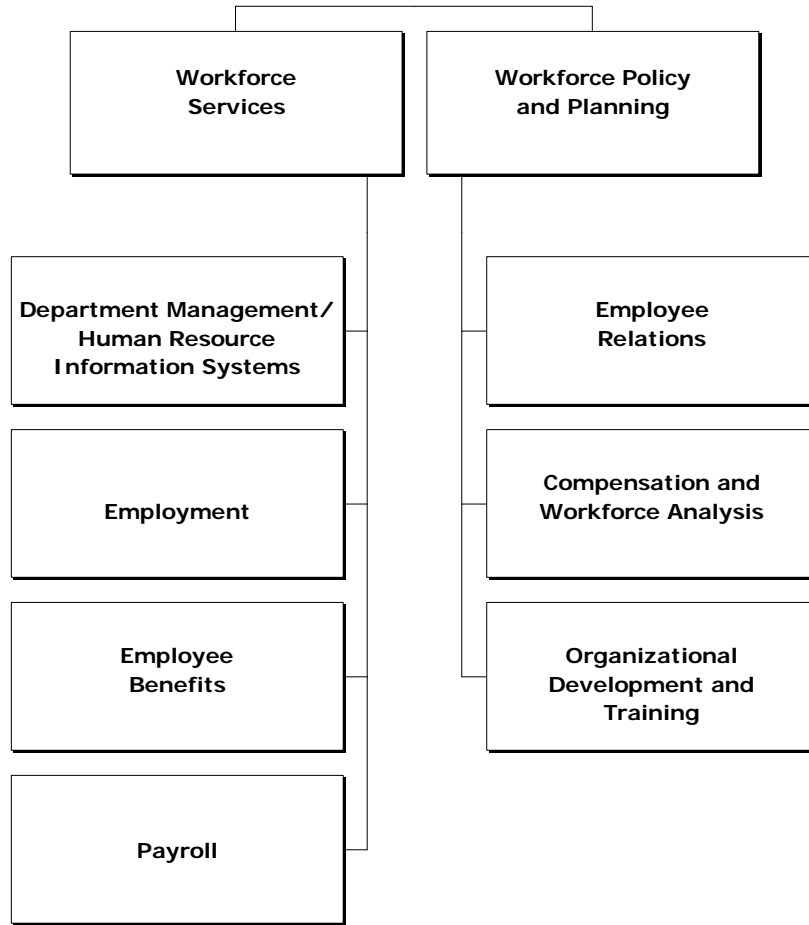 Workforce
Services
Workforce Policy
and Planning
Department Management/
Human Resource
Information Systems
Employment
Employee
Benefits
Payroll
Employee
Relations
Compensation and
Workforce Analysis
Organizational
Development and
Training